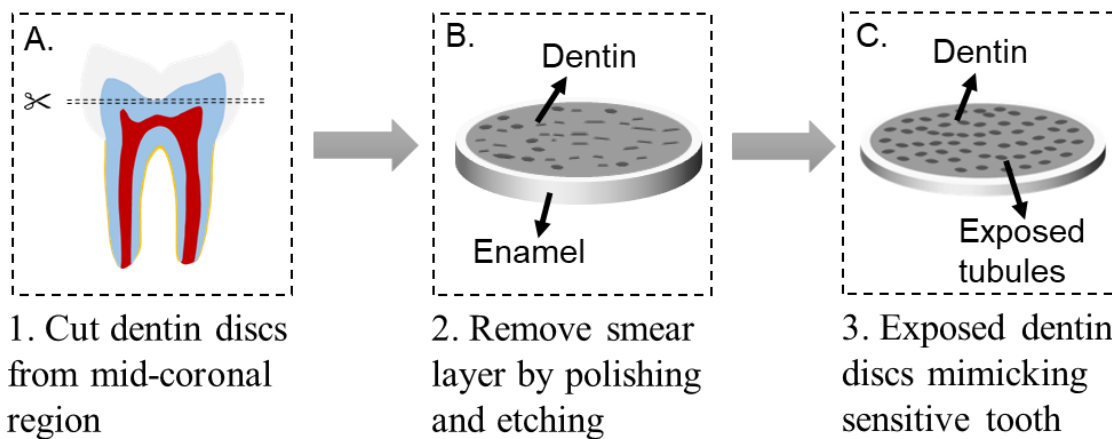 A.
B.
C.
Dentin
Enamel
Dentin
Exposed
tubules
1. Cut dentin discs
from mid-coronal
region
2. Remove smear
layer by polishing
and etching
3. Exposed dentin
discs mimicking
sensitive tooth